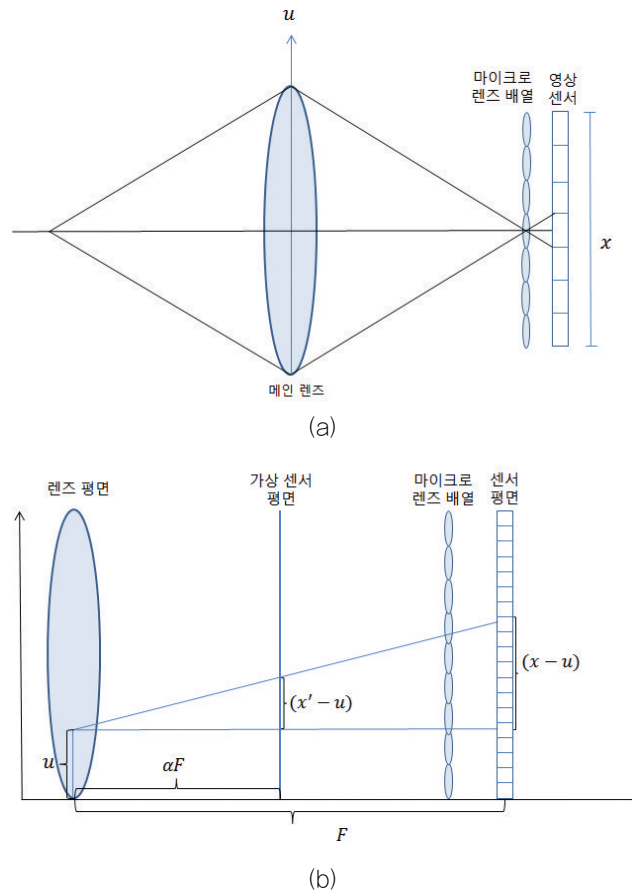 u
마이크로
렌즈 배열
영상
센서
x
메인 렌즈
(a)
렌즈 평면
가상 센서
평면
마이크로
렌즈 배열
센서
평면
(x − u)
(x′ − u)
u
αF
F
(b)